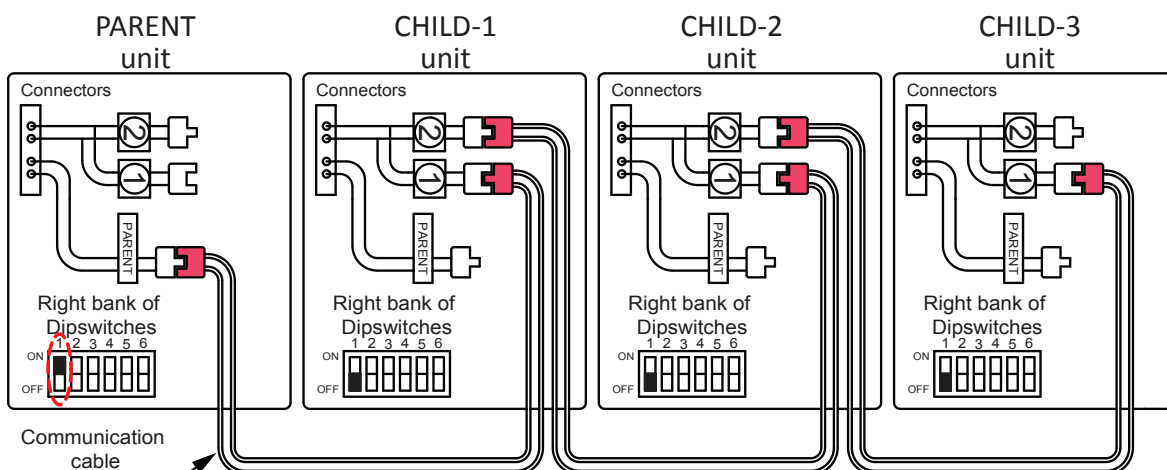 PARENT
unit
CHILD-1
unit
CHILD-2
unit
CHILD-3
unit
Connectors
2
1
PARENT
Right bank of
Dipswitches
1 2 3 4 5 6
ON
OFF
Connectors
2
1
PARENT
Right bank of
Dipswitches
1 2 3 4 5 6
ON
OFF
Connectors
2
1
PARENT
Right bank of
Dipswitches
1 2 3 4 5 6
ON
OFF
Connectors
2
1
PARENT
Right bank of
Dipswitches
1 2 3 4 5 6
ON
OFF
Communication
cable